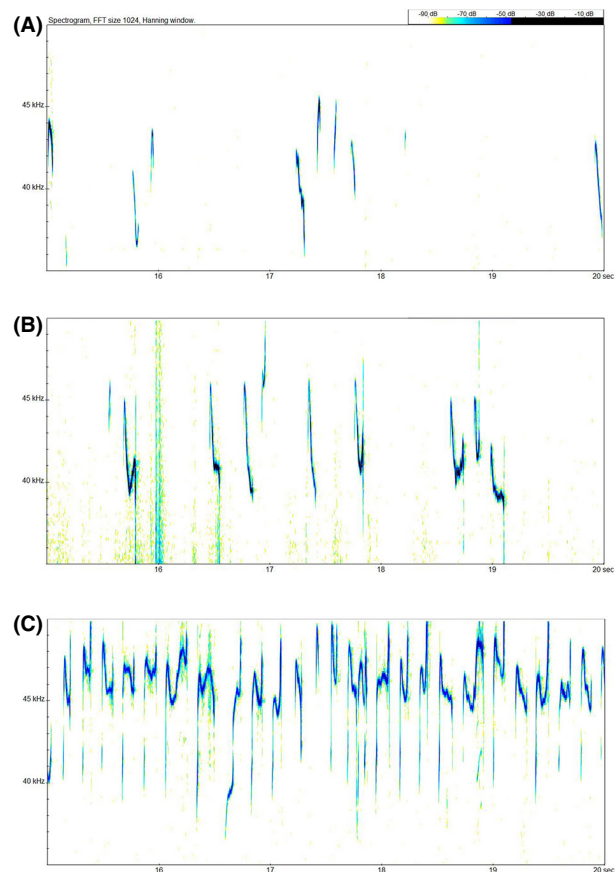 (A)
Spectrogram, FFT size 1024, Hanning window.
-90 dB -70 dB -50 dB -30 dB -10 dB
45 kHz
40 kHz
16 17 18 19 20 sec
(B)
45 kHz
40 kHz
16 17 18 19 20 sec
(C)
45 kHz
40 kHz
16 17 18 19 20 sec